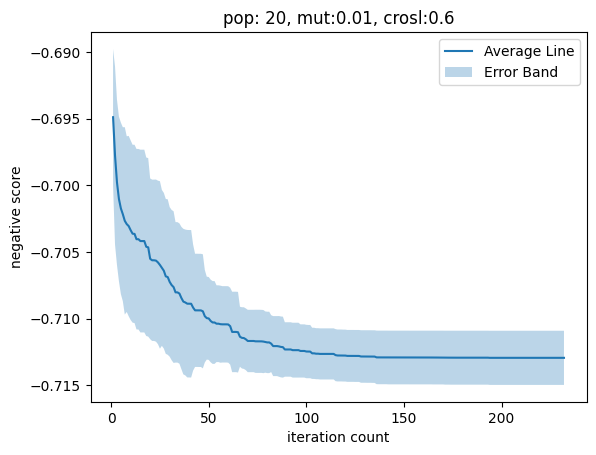 pop: 20, mut:0.01, crosl:0.6
Average Line
Error Band
negative score
−0.690
−0.695
−0.700
−0.705
−0.710
−0.715
0
50
100
150
200
iteration count